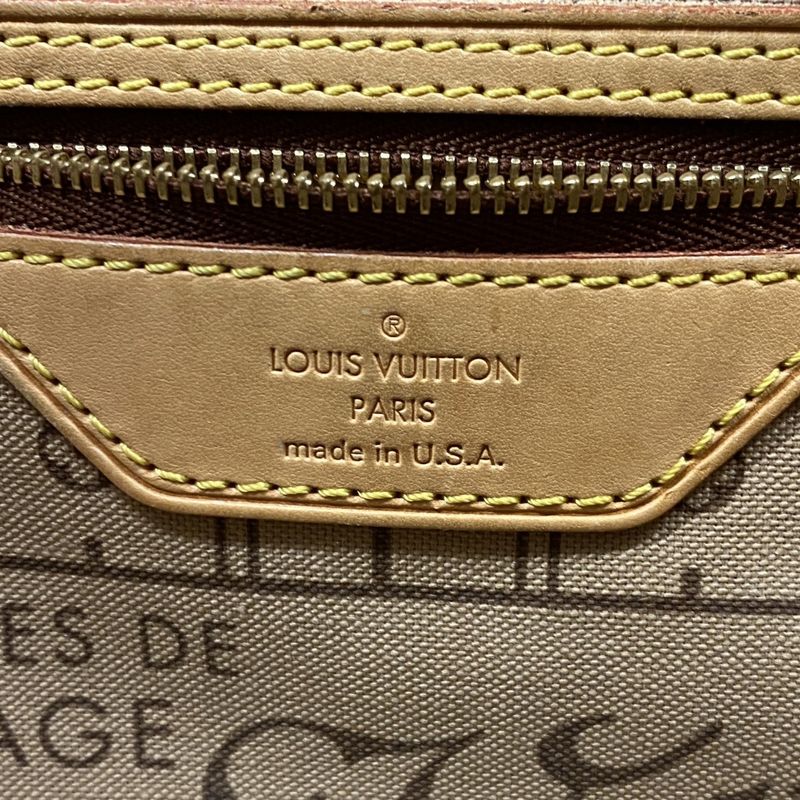 ®
LOUIS VUITTON
PARIS
made in U.S.A.
ES DE
AGE